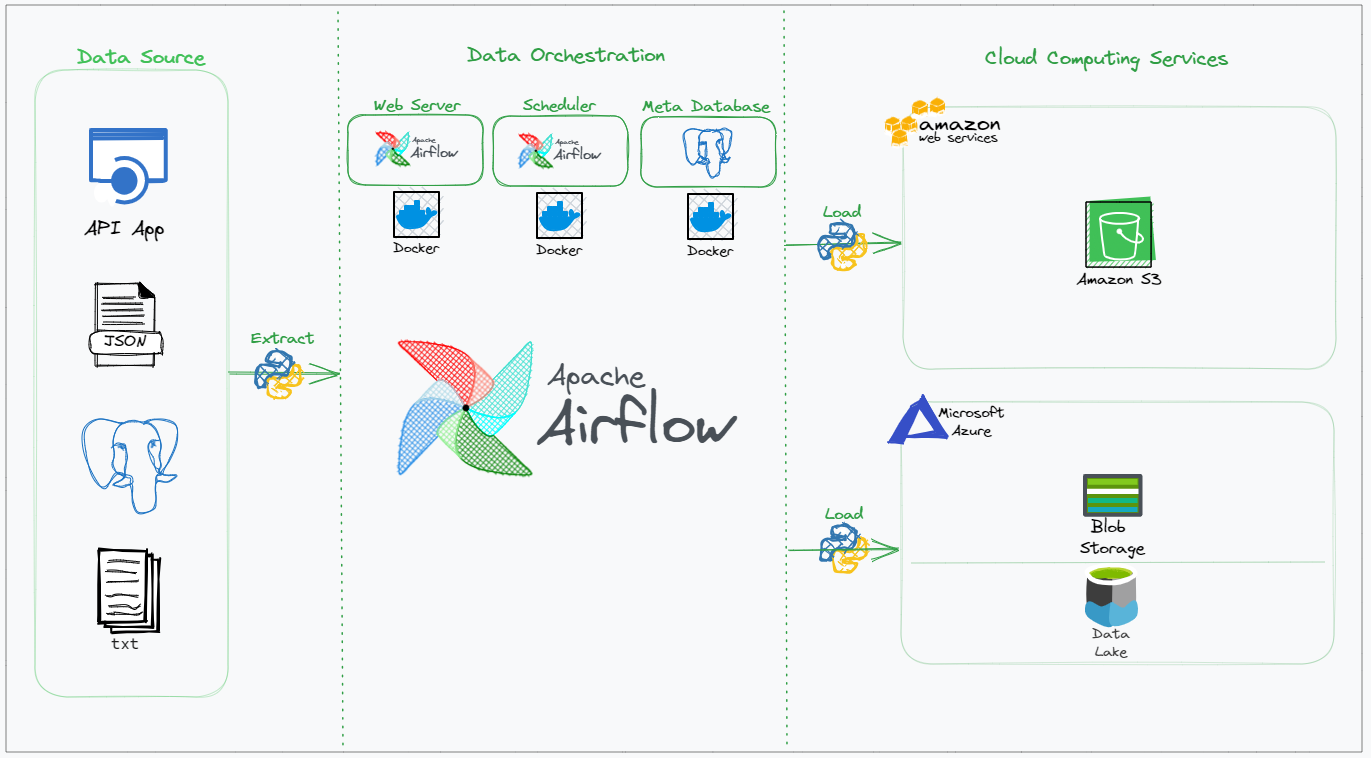 Data Source
API App
JSON
txt
Extract
Data Orchestration
Web Server
Apache
Airflow
Docker
Scheduler
Apache
Airflow
Docker
Meta Database
Docker
Apache
Airflow
Load
Load
Cloud Computing Services
amazon
web services
Amazon S3
Microsoft
Azure
Blob
Storage
Data
Lake